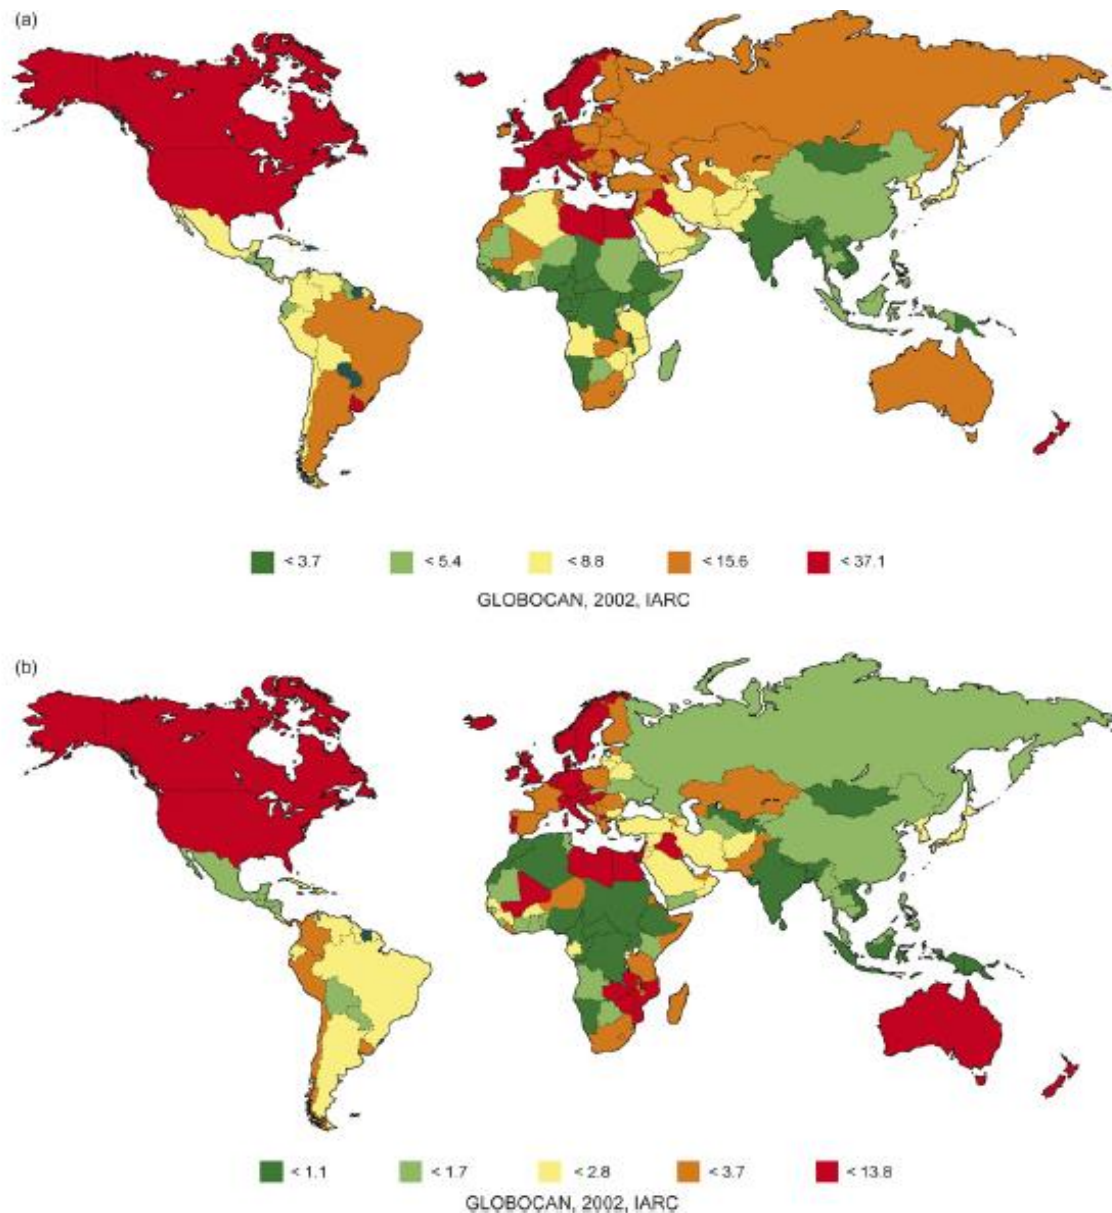 (a)
< 3.7 < 5.4 < 8.8 < 15.6 < 37.1
GLOBOCAN, 2002, IARC
(b)
< 1.1 < 1.7 < 2.8 < 3.7 < 13.8
GLOBOCAN, 2002, IARC